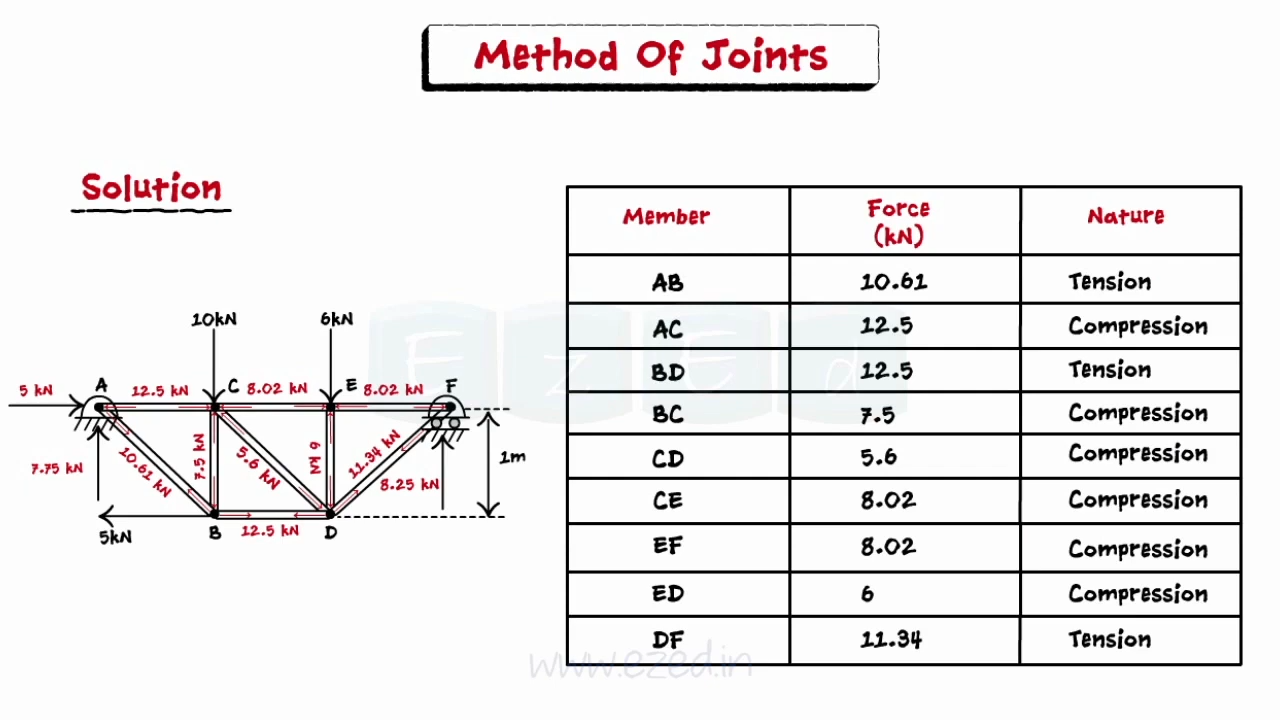 Method Of Joints
Solution
10kN 6kN
5 kN A 12.5 kN C 8.02 kN E 8.02 kN F
7.75 kN 10.61 kN 7.5 kN 5.6 kN 6 kN 11.34 kN 8.25 kN 1m
5kN B 12.5 kN D
Member Force (kN) Nature
AB 10.61 Tension
AC 12.5 Compression
BD 12.5 Tension
BC 7.5 Compression
CD 5.6 Compression
CE 8.02 Compression
EF 8.02 Compression
ED 6 Compression
DF 11.34 Tension
EzEd
www.ezed.in